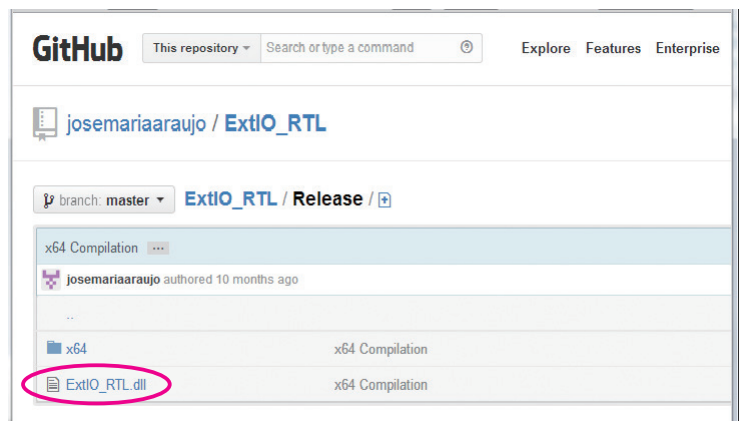 GitHub This repository Search or type a command Explore Features Enterprise
josemariaaraujo / ExtIO_RTL
branch: master ExtIO_RTL / Release /
x64 Compilation ...
josemariaaraujo authored 10 months ago
..
x64 x64 Compilation
ExtIO_RTL.dll x64 Compilation